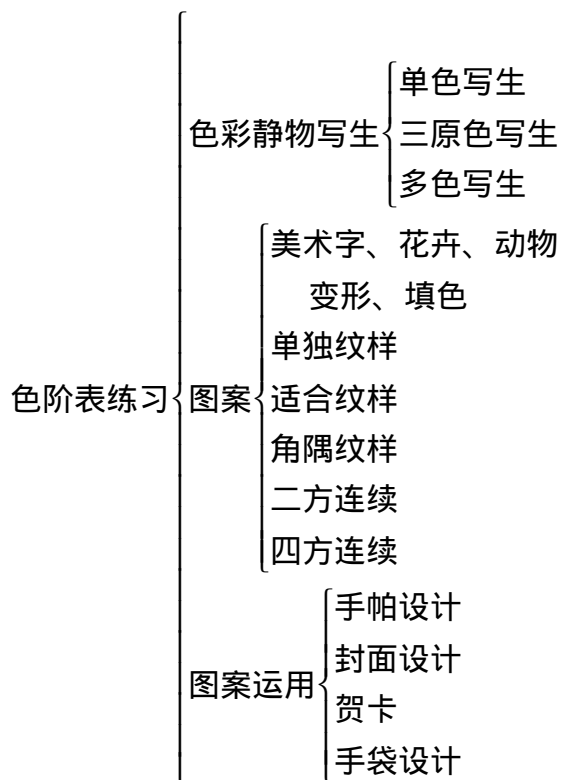 单色写生
色彩静物写生
三原色写生
多色写生
美术字、花卉、动物
变形、填色
单独纹样
色阶表练习
图案
适合纹样
角隅纹样
二方连续
四方连续
手帕设计
封面设计
图案运用
贺卡
手袋设计